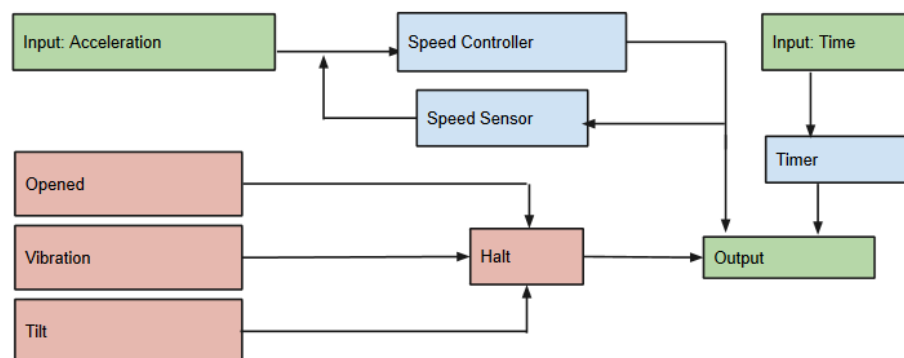 Input: Acceleration
Speed Controller
Input: Time
Speed Sensor
Timer
Opened
Vibration
Halt
Output
Tilt